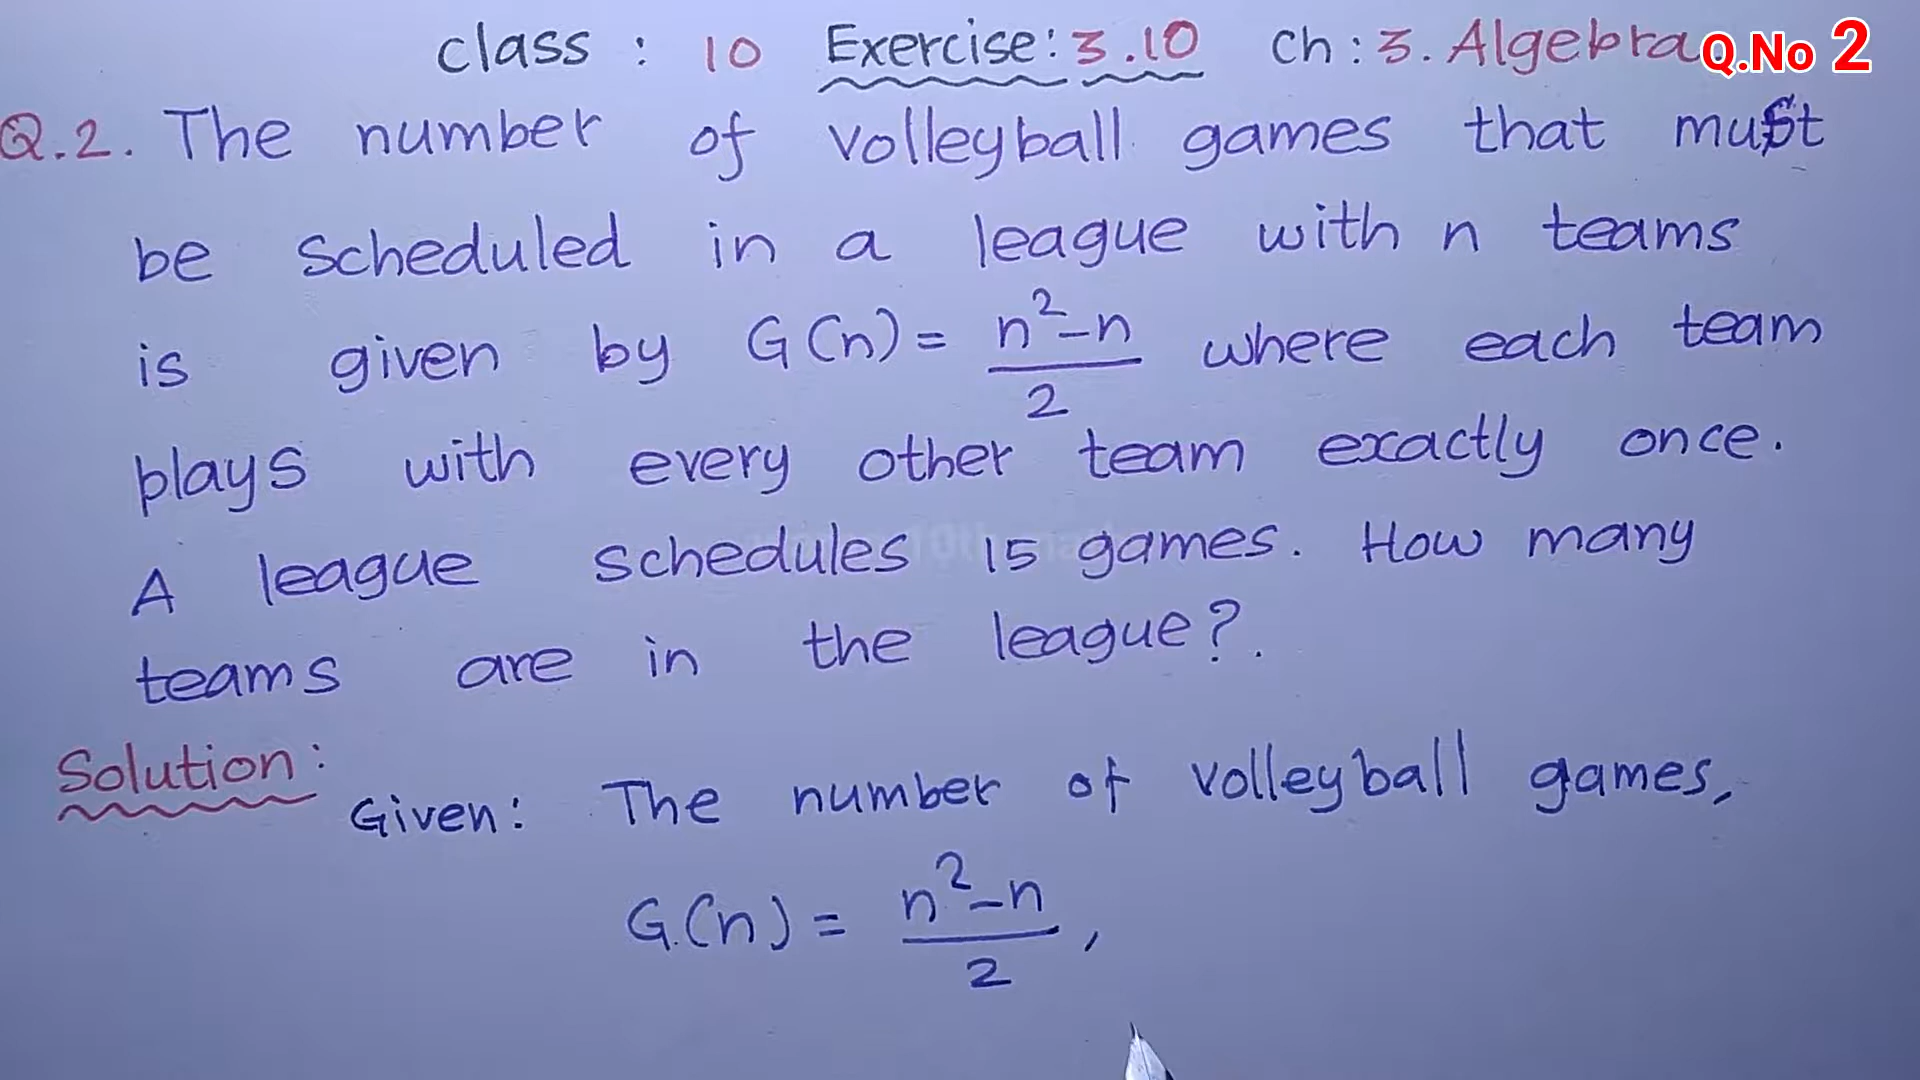 class : 10 Exercise: 3.10 Ch : 3. Algebra Q.No 2
Q.2. The number of volleyball games that must
be scheduled in a league with n teams
is given by G(n) = n²-n/2 where each team
plays with every other team exactly once.
A league schedules 15 games. How many
teams are in the league?.
Solution:
Given: The number of volleyball games,
G(n) = n²-n/2 ,